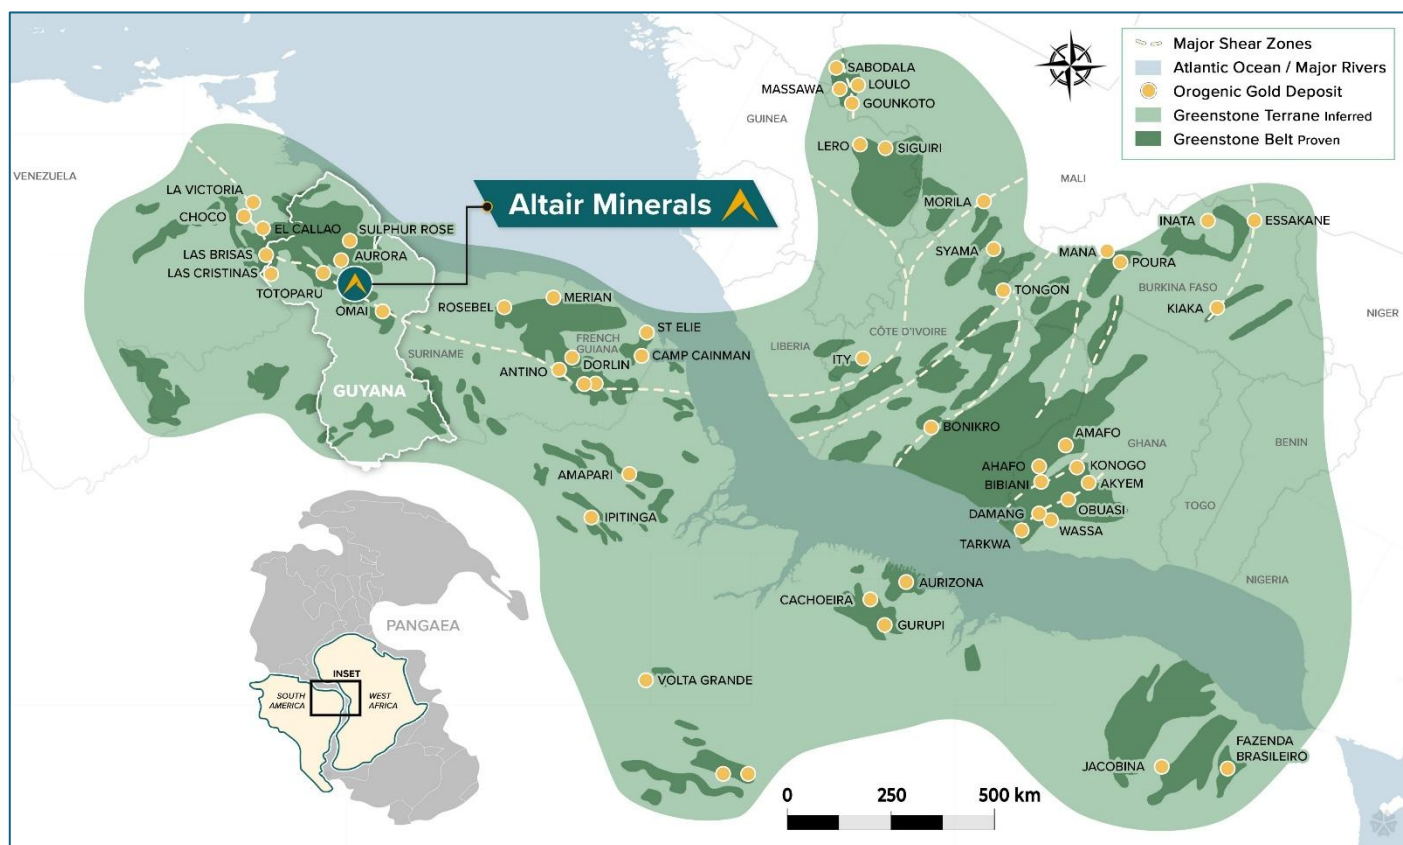 Major Shear Zones
Atlantic Ocean / Major Rivers
Orogenic Gold Deposit
Greenstone Terrane Inferred
Greenstone Belt Proven
SABODALA
MASSAWA
LOULO
GOUNKOTO
GUINEA
LERO
SIGUIRI
MALI
VENEZUELA
LA VICTORIA
CHOCO
EL CALLAO
SULPHUR ROSE
LAS BRISAS
AURORA
LAS CRISTINAS
TOTOPARU
OMAI
Altair Minerals
MORILA
SYAMA
TONGON
MANA
POURA
INATA
ESSAKANE
BURKINA FASO
KIAKA
NIGER
ROSEBEL
MERIAN
ST ELIE
FRENCH
GUIANA
CAMP CAINMAN
DORLIN
ANTINO
SURINAME
GUYANA
LIBERIA
CÔTE D'IVOIRE
ITY
BONIKRO
AMAFO
GHANA
BENIN
AHAFO
KONOGO
BIBIANI
AKYEM
OBUASI
DAMANG
WASSA
TARKWA
TOGO
NIGERIA
AMAPARI
IPITINGA
AURIZONA
CACHOEIRA
GURUPI
VOLTA GRANDE
JACOBINA
FAZENDA
BRASILEIRO
PANGAEA
INSET
SOUTH
AMERICA
WEST
AFRICA
0 250 500 km